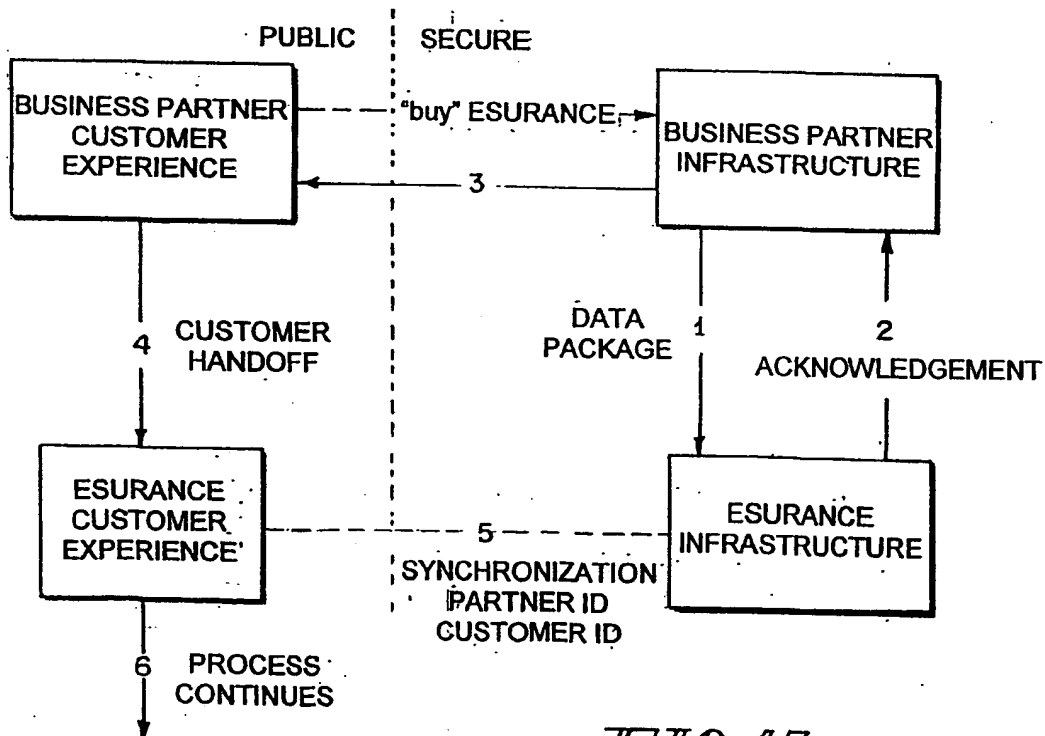 PUBLIC
SECURE
BUSINESS PARTNER
CUSTOMER
EXPERIENCE
"buy" ESURANCE
BUSINESS PARTNER
INFRASTRUCTURE
3
4
CUSTOMER
HANDOFF
DATA
PACKAGE
1
2
ACKNOWLEDGEMENT
ESURANCE
CUSTOMER
EXPERIENCE
5
SYNCHRONIZATION
PARTNER ID
CUSTOMER ID
ESURANCE
INFRASTRUCTURE
6
PROCESS
CONTINUES